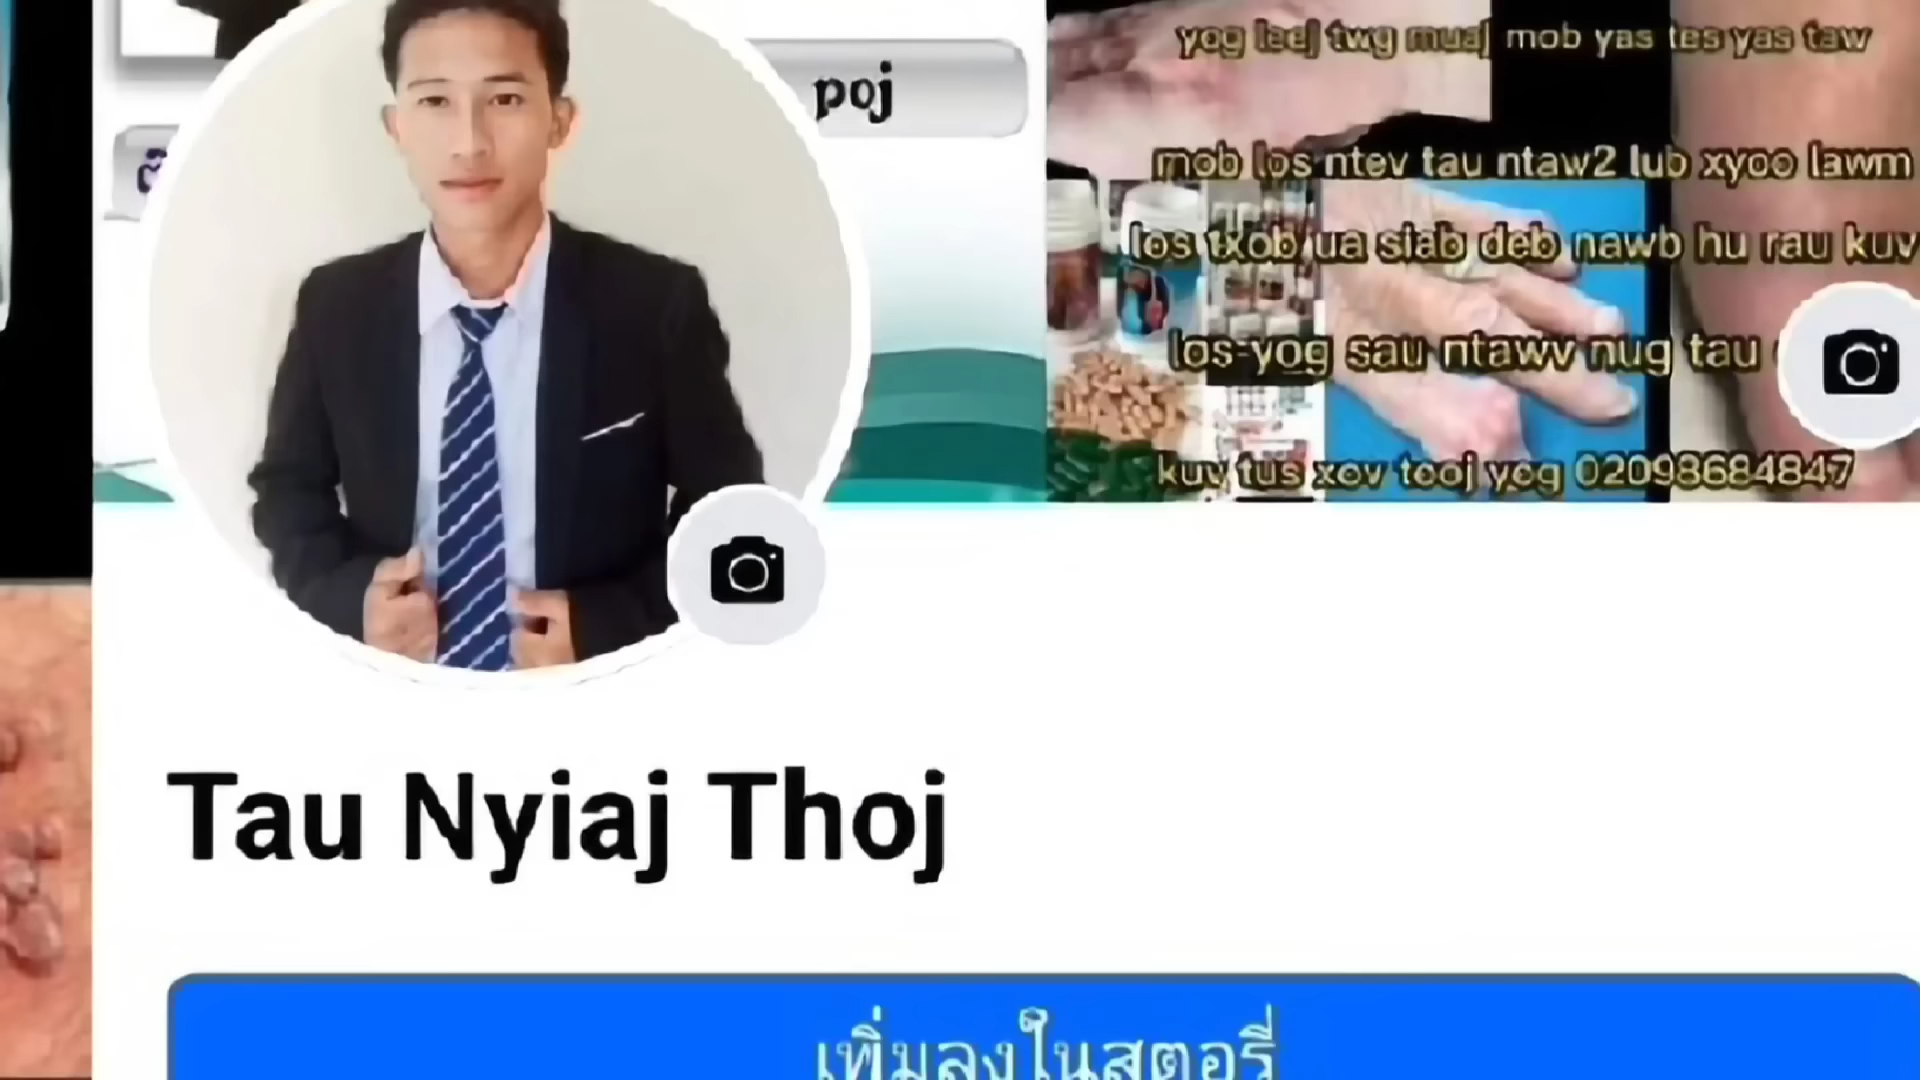 poj
yog leej twg muaj mob yas tes yas taw
mob los ntev tau ntaw2 lub xyoo lawm
los txob ua siab deb nawb hu rau kuv
los yog sau ntawv nug tau
kuv tus xov tooj yog 02098684847
Tau Nyiaj Thoj
เพิ่มลงในสตอรี่